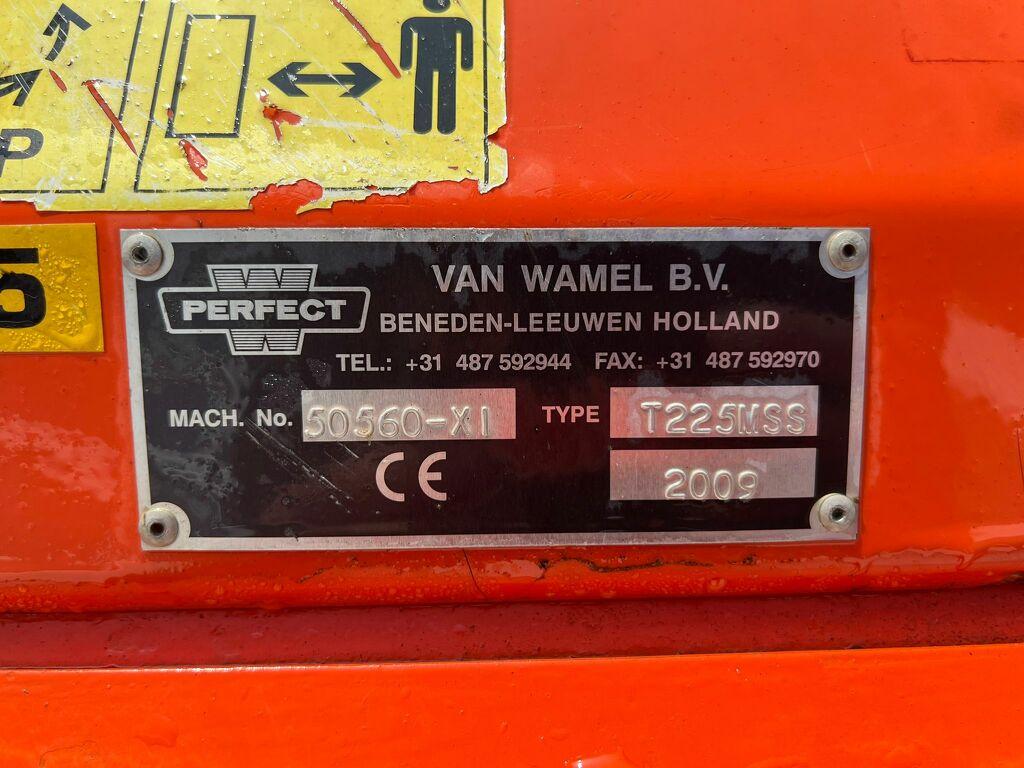 P
5
W
PERFECT
W
VAN WAMEL B.V.
BENEDEN-LEEUWEN HOLLAND
TEL.: +31 487 592944 FAX: +31 487 592970
MACH. No. 50560-XI TYPE T225MSS
CE 2009